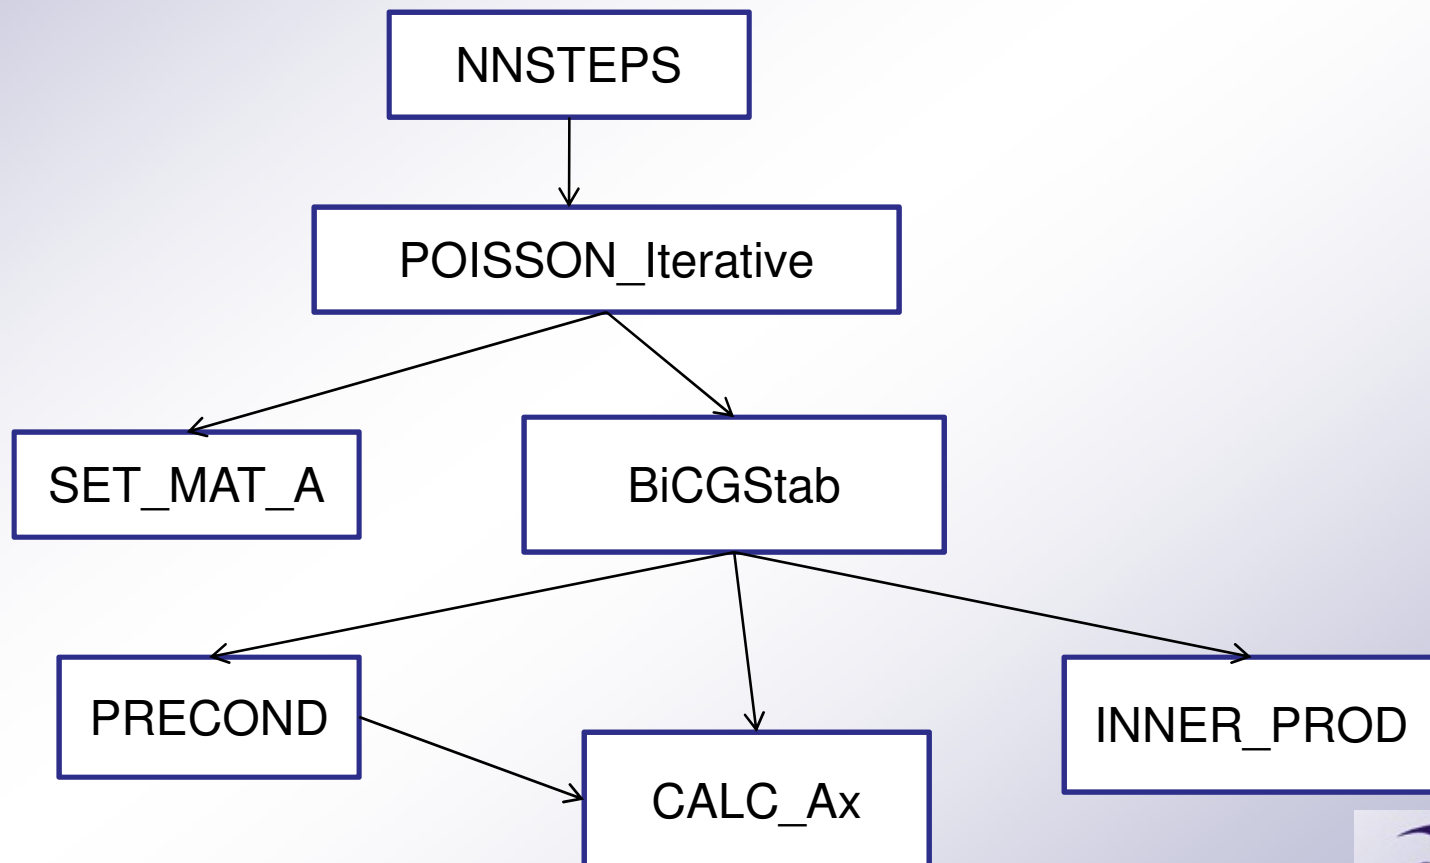 NNSTEPS
POISSON_Iterative
SET_MAT_A
BiCGStab
PRECOND
INNER_PROD
CALC_Ax